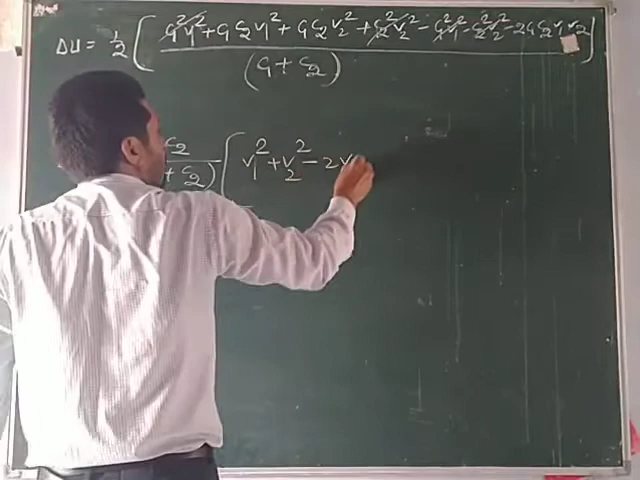 ΔU = 1/2 [ C₁²V₁² + C₁C₂V₁² + C₁C₂V₂² + C₂²V₂² - C₁²V₁² - C₂²V₂² - 2C₁C₂V₁V₂ / (C₁ + C₂) ]
C₂ / + C₂) [ V₁² + V₂² - 2V